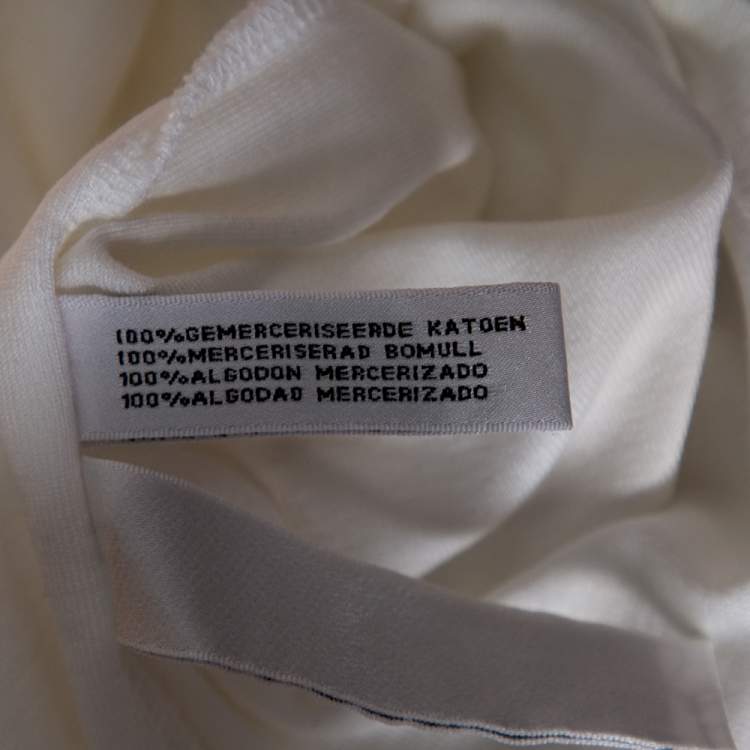 100%GEMERCERISEERDE KATOEN
100%MERCERISERAD BOMULL
100%ALGODON MERCERIZADO
100%ALGODAO MERCERIZADO